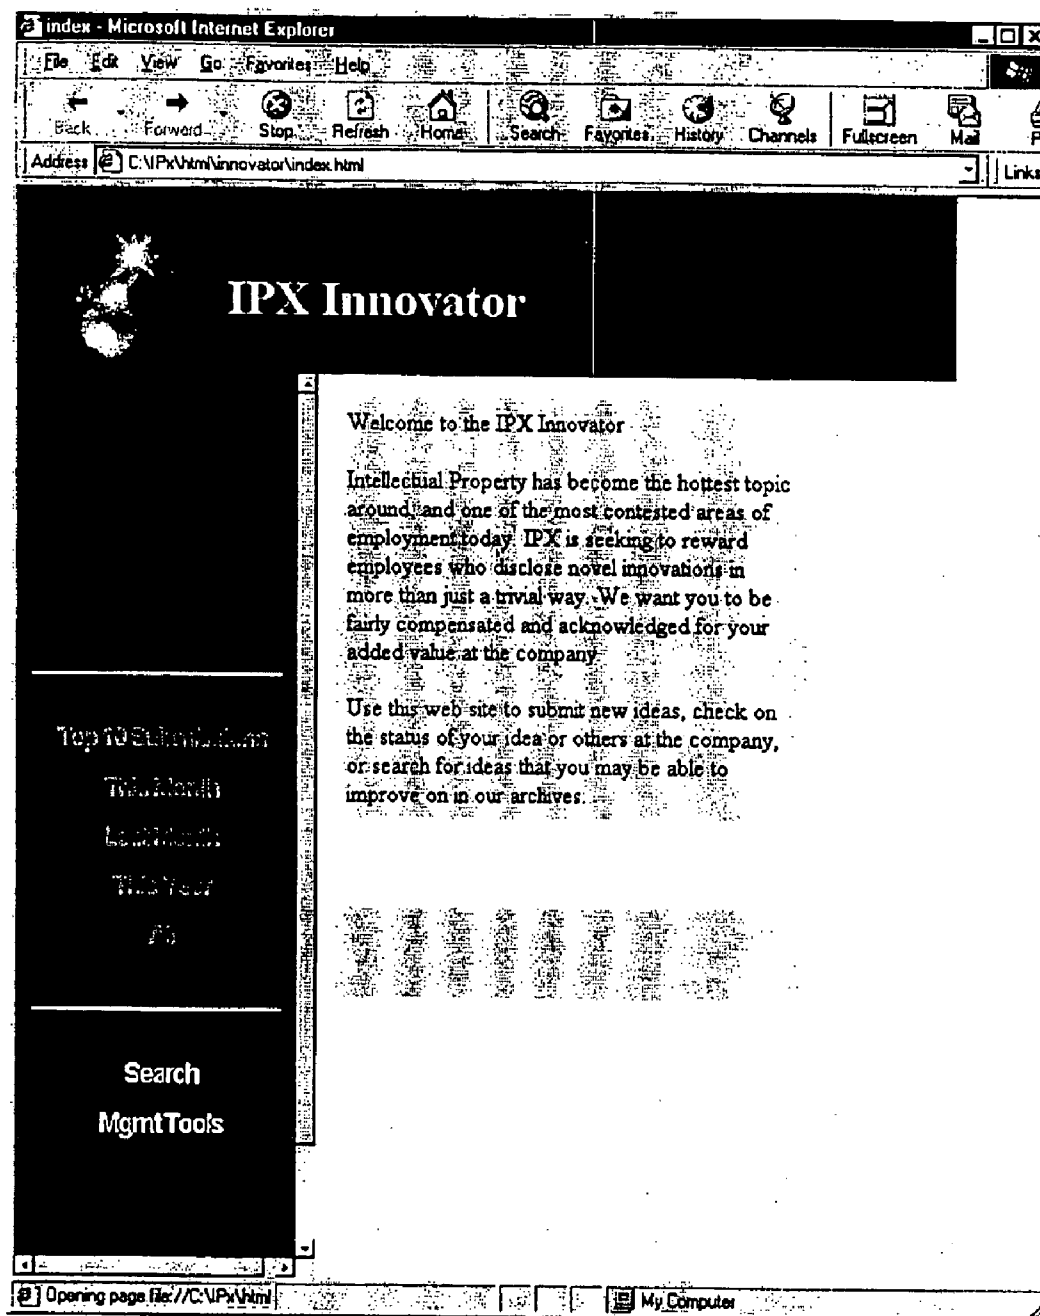 index - Microsoft Internet Explorer
File Edit View Go Favorites Help
Back Forward Stop Refresh Home Search Favorites History Channels Fullscreen Mail
Address C:\IPx\html\innovator\index.html Links
IPX Innovator
Welcome to the IPX Innovator
Intellectual Property has become the hottest topic
around, and one of the most contested areas of
employment today. IPX is seeking to reward
employees who disclose novel innovations in
more than just a trivial way. We want you to be
fairly compensated and acknowledged for your
added value at the company
Use this web site to submit new ideas, check on
the status of your idea or others at the company,
or search for ideas that you may be able to
improve on in our archives.
Top 10 Submissions
This Month
Last Month
This Year
All
Search
MgmtTools
Opening page file://C:\IPx\html
My Computer